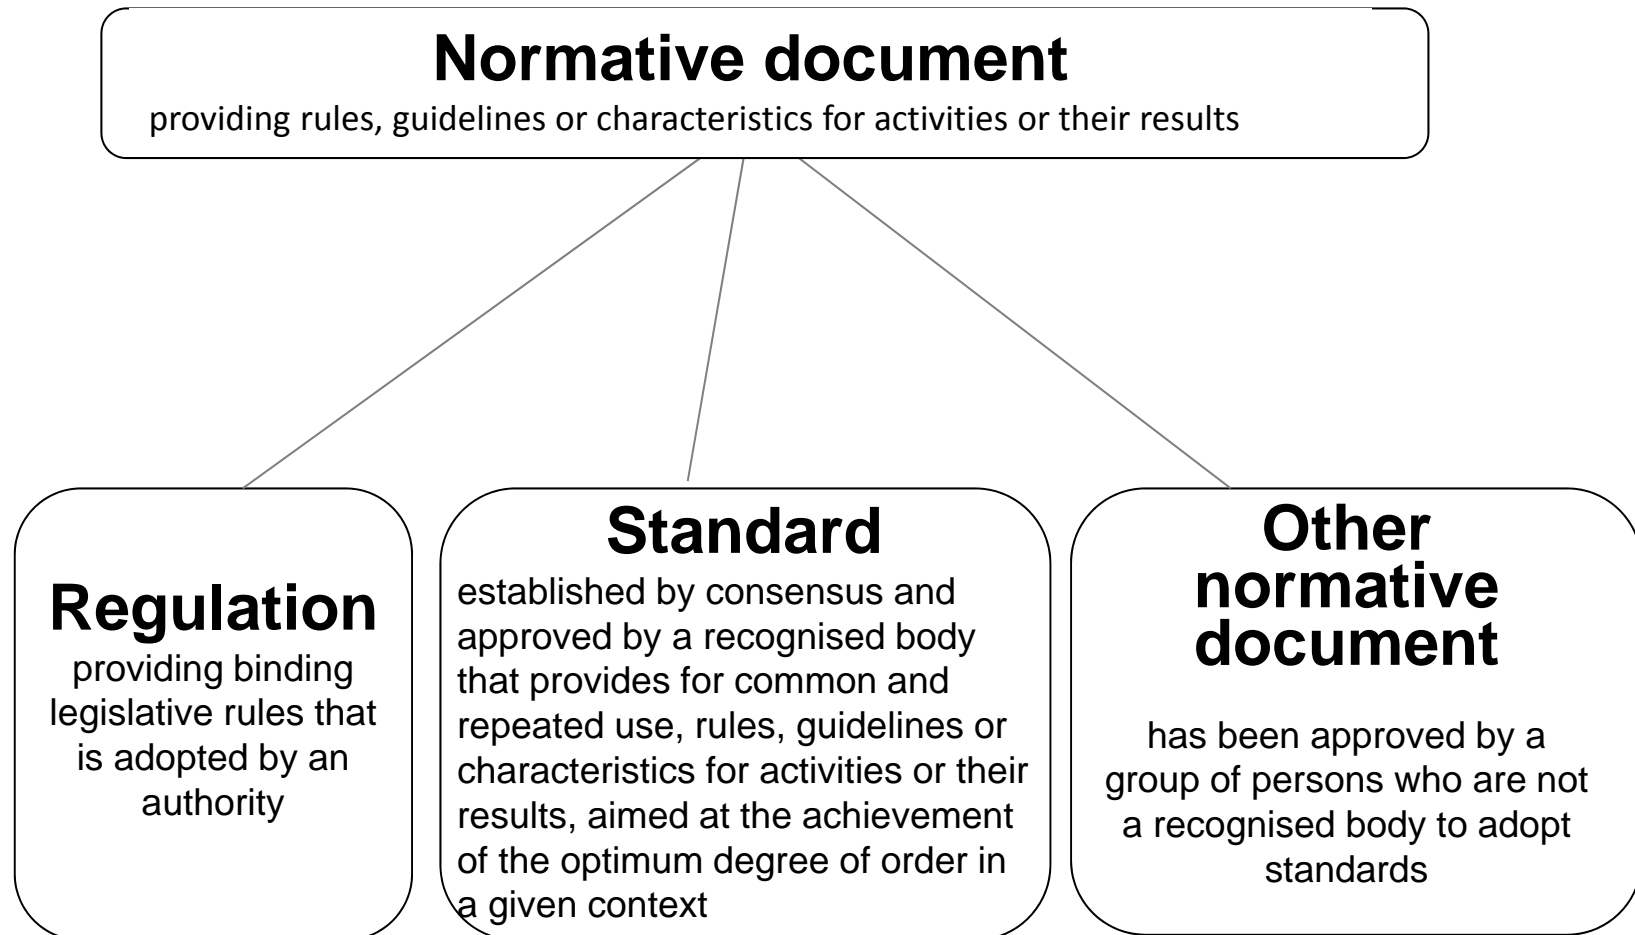 Normative document
providing rules, guidelines or characteristics for activities or their results
Regulation
providing binding
legislative rules that
is adopted by an
authority
Standard
established by consensus and
approved by a recognised body
that provides for common and
repeated use, rules, guidelines or
characteristics for activities or their
results, aimed at the achievement
of the optimum degree of order in
a given context
Other
normative
document
has been approved by a
group of persons who are not
a recognised body to adopt
standards